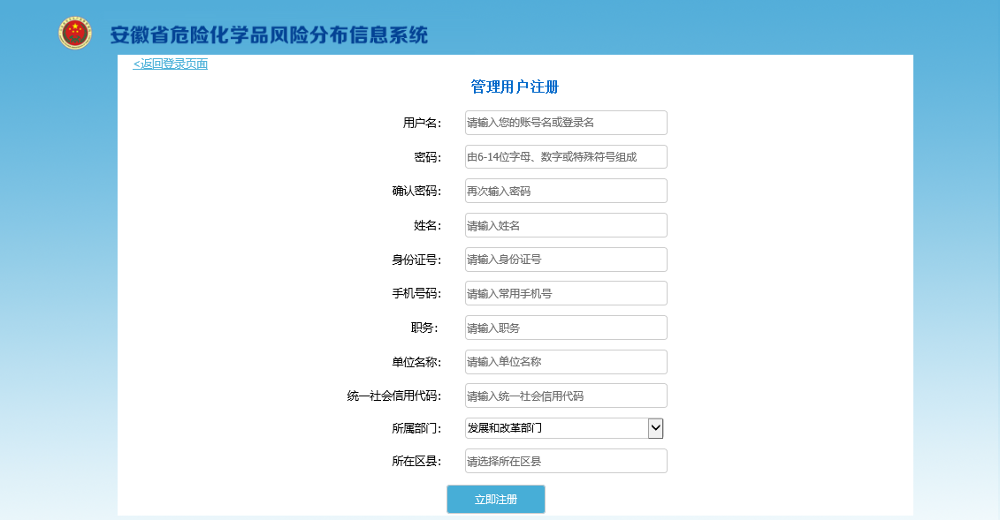 安徽省危险化学品风险分布信息系统
<返回登录页面
管理用户注册
用户名： 请输入您的账号名或登录名
密码： 由6-14位字母、数字或特殊符号组成
确认密码： 再次输入密码
姓名： 请输入姓名
身份证号： 请输入身份证号
手机号码： 请输入常用手机号
职务： 请输入职务
单位名称： 请输入单位名称
统一社会信用代码： 请输入统一社会信用代码
所属部门： 发展和改革部门
所在区县： 请选择所在区县
立即注册